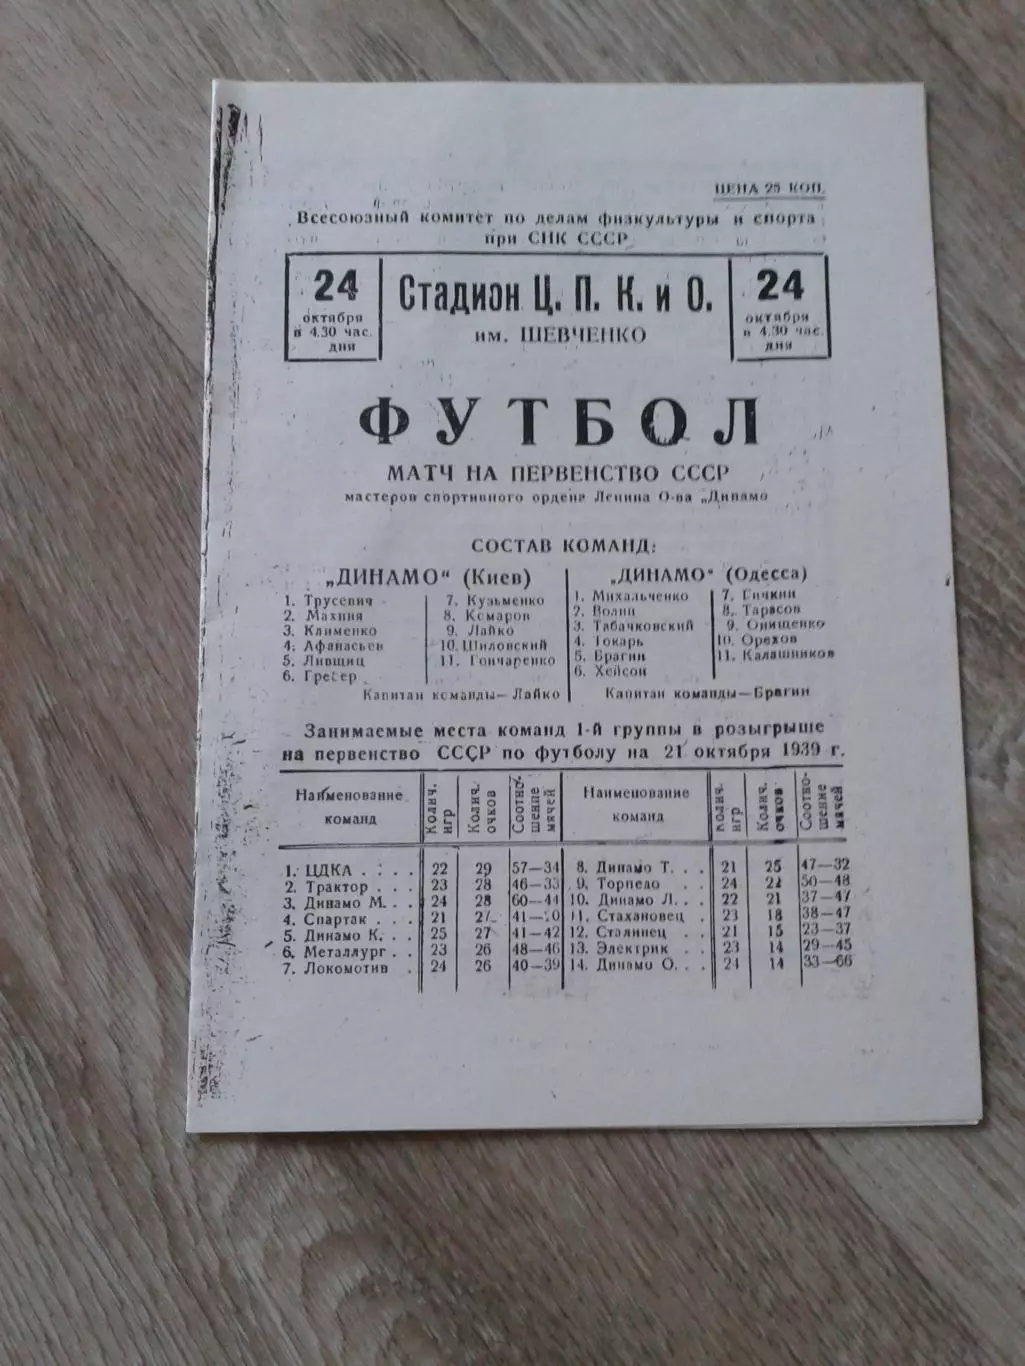 ЦЕНА 25 КОП.
Всесоюзный комитет по делам физкультуры и спорта
при СНК СССР
24
октября
в 4.30 час.
дня
Стадион Ц. П. К. и О.
им. ШЕВЧЕНКО
24
октября
в 4.30 час.
дня
ФУТБОЛ
МАТЧ НА ПЕРВЕНСТВО СССР
мастеров спортивного ордена Ленина О-ва „Динамо
СОСТАВ КОМАНД:
„ДИНАМО“ (Киев)
1. Трусевич
2. Махиня
3. Клименко
4. Афанасьев
5. Лившиц
6. Гребер
7. Кузьменко
8. Комаров
9. Лайко
10. Шиловский
11. Гончаренко
Капитан команды—Лайко
„ДИНАМО“ (Одесса)
1. Михальченко
2. Волин
3. Табачковский
4. Токарь
5. Брагин
6. Хейсон
7. Гичкин
8. Тарасов
9. Онищенко
10. Орехов
11. Калашников
Капитан команды—Брагин
Занимаемые места команд 1-й группы в розыгрыше
на первенство СССР по футболу на 21 октября 1939 г.
Наименование команд Колич. игр Колич. очков Соотношение мячей Наименование команд Колич. игр Колич. очков Соотношение мячей
1. ЦДКА . : . 22 29 57—34 8. Динамо Т. . . 21 25 47—32
2. Трактор . . . 23 28 46—33 9. Торпедо . . 24 50—48
3. Динамо М. . . 24 28 60— 10. Динамо Л. . . 22 21 37—47
4. Спартак . . . 21 41— 11. Стахановец . 23 18 38—47
5. Динамо К. . . 25 27 41—42 12. Сталинец . . 21 15 23—37
6. Металлург . . 23 26 48—46 13. Электрик . . 23 14 29—45
7. Локомотив . 24 26 40—39 14. Динамо О. . . 24 14 33—66